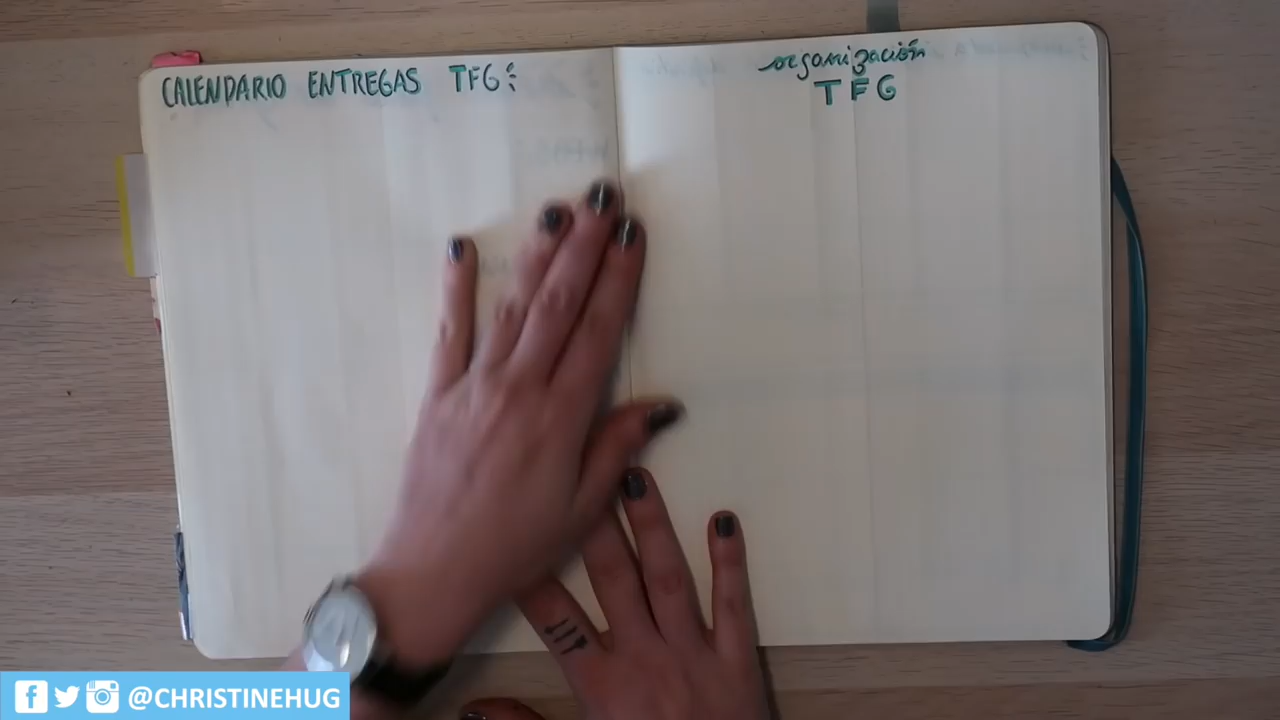 CALENDARIO ENTREGAS TFG:
organización
TFG
@CHRISTINEHUG